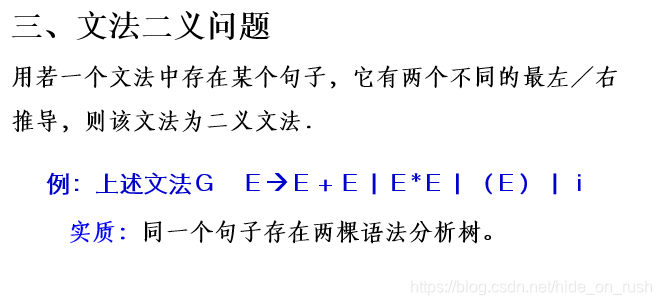 三、文法二义问题
用若一个文法中存在某个句子，它有两个不同的最左／右
推导，则该文法为二义文法．
例：上述文法G E→E + E | E*E | （E） | i
实质：同一个句子存在两棵语法分析树。
https://blog.csdn.net/hide_on_rush